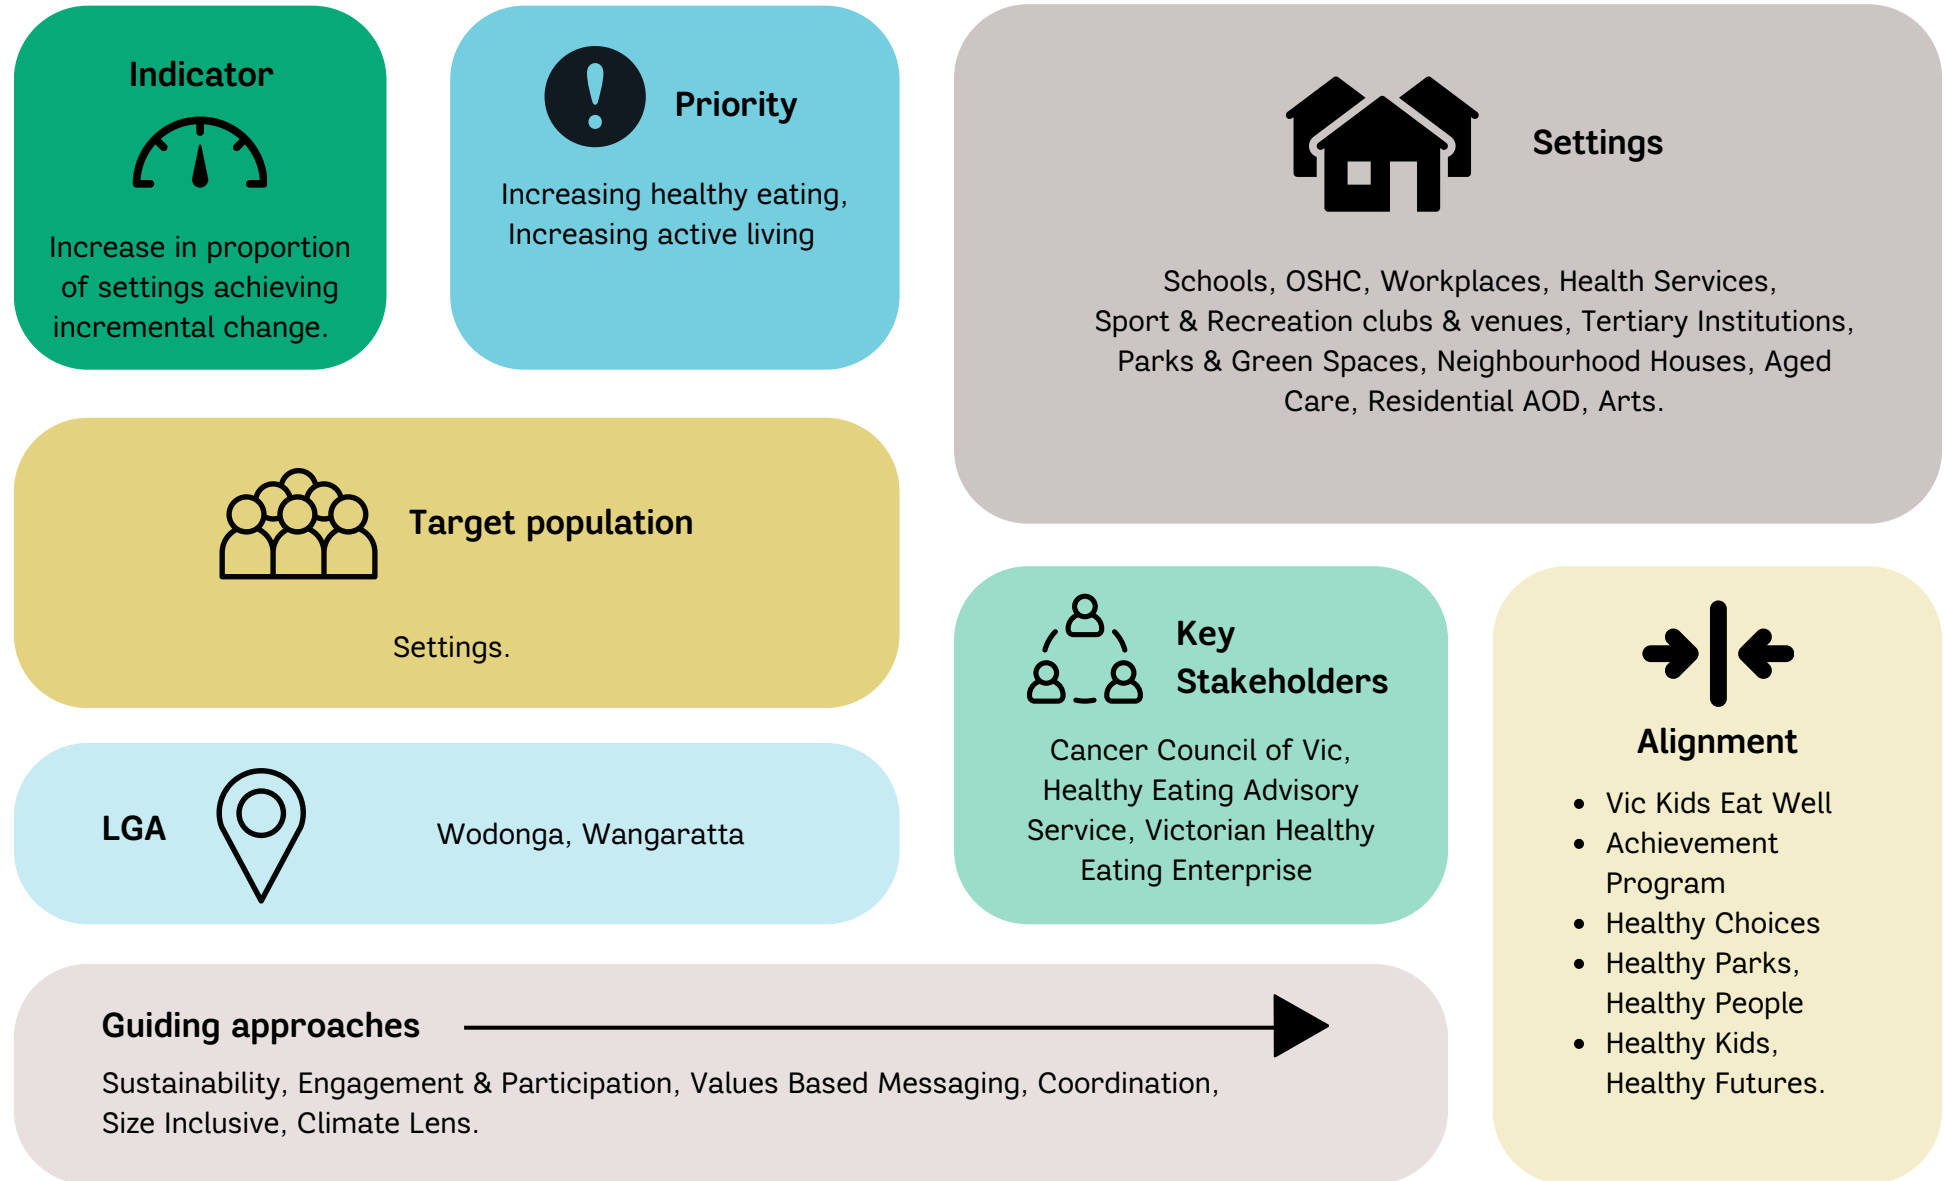 Indicator
Increase in proportion
of settings achieving
incremental change.
Priority
Increasing healthy eating,
Increasing active living
Settings
Schools, OSHC, Workplaces, Health Services,
Sport & Recreation clubs & venues, Tertiary Institutions,
Parks & Green Spaces, Neighbourhood Houses, Aged
Care, Residential AOD, Arts.
Target population
Settings.
LGA
Wodonga, Wangaratta
Key
Stakeholders
Cancer Council of Vic,
Healthy Eating Advisory
Service, Victorian Healthy
Eating Enterprise
Alignment
• Vic Kids Eat Well
• Achievement
Program
• Healthy Choices
• Healthy Parks,
Healthy People
• Healthy Kids,
Healthy Futures.
Guiding approaches
Sustainability, Engagement & Participation, Values Based Messaging, Coordination,
Size Inclusive, Climate Lens.